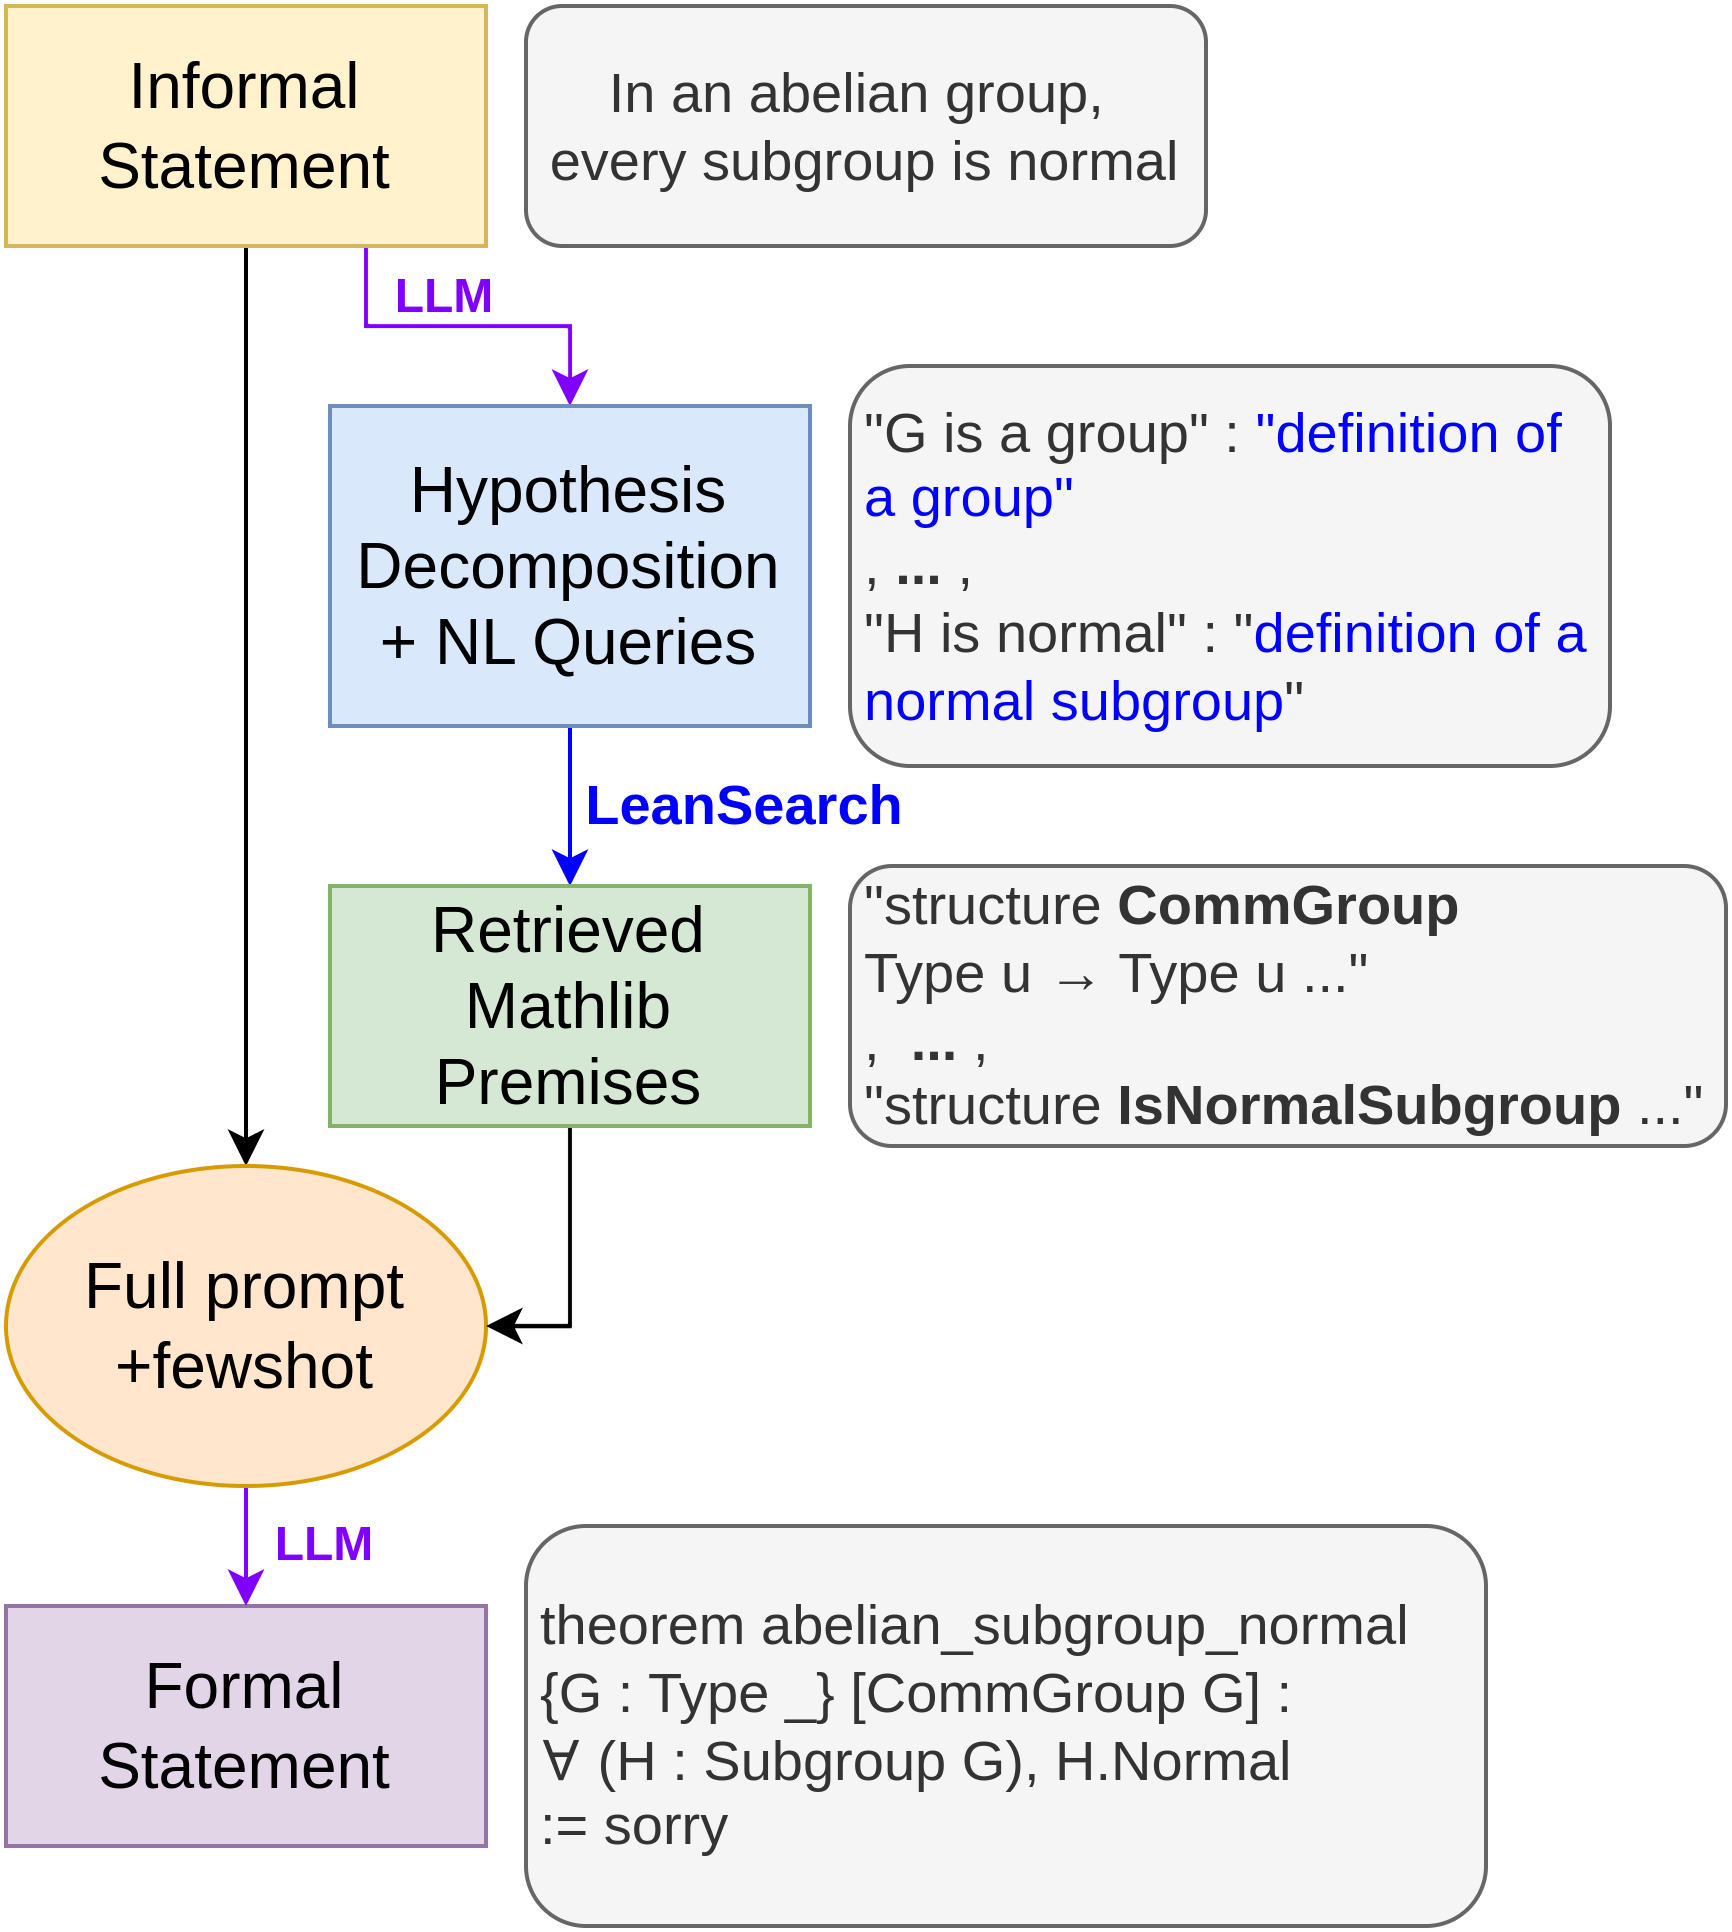 Informal
Statement
In an abelian group,
every subgroup is normal
LLM
Hypothesis
Decomposition
+ NL Queries
"G is a group" : "definition of
a group"
, ... ,
"H is normal" : "definition of a
normal subgroup"
LeanSearch
Retrieved
Mathlib
Premises
"structure CommGroup
Type u → Type u ..."
,  ... ,
"structure IsNormalSubgroup ..."
Full prompt
+fewshot
LLM
Formal
Statement
theorem abelian_subgroup_normal
{G : Type _} [CommGroup G] :
∀ (H : Subgroup G), H.Normal
:= sorry